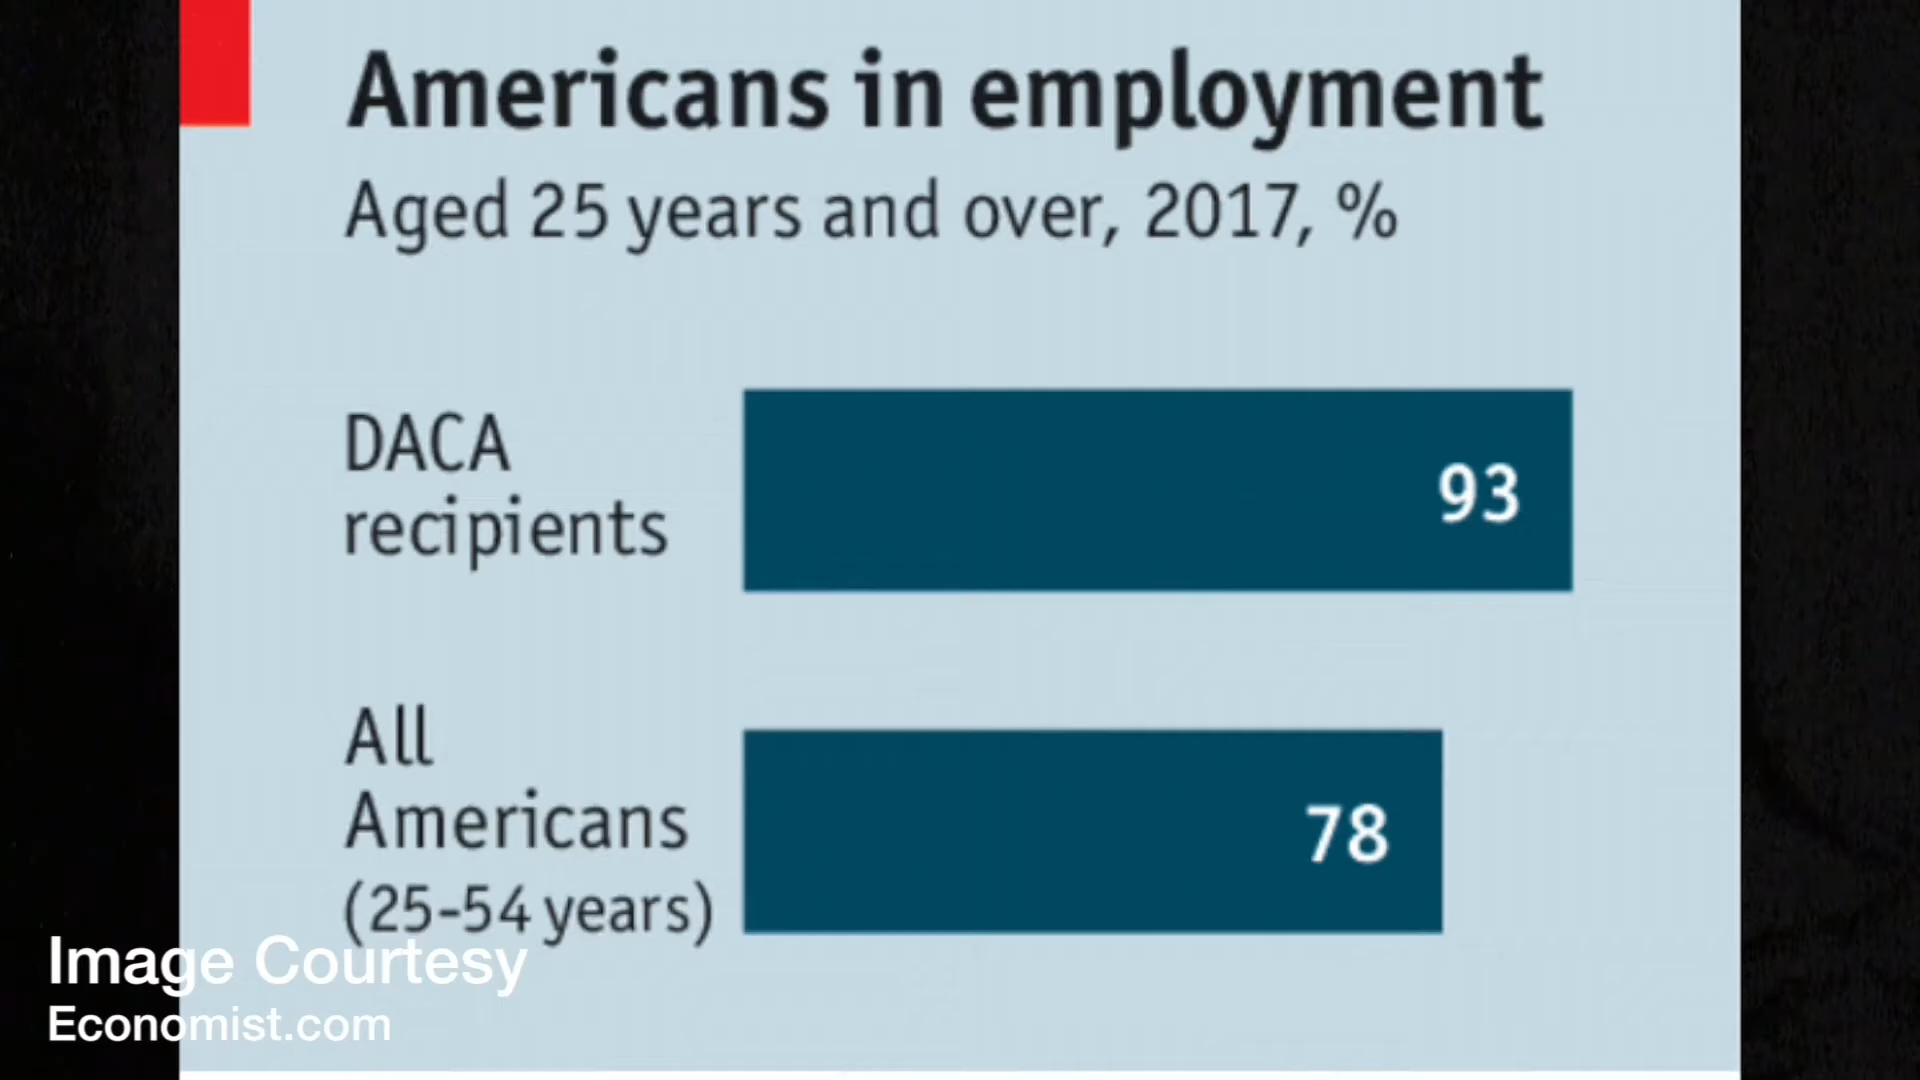 Americans in employment
Aged 25 years and over, 2017, %
DACA
recipients
93
All
Americans
(25-54 years)
78
Image Courtesy
Economist.com